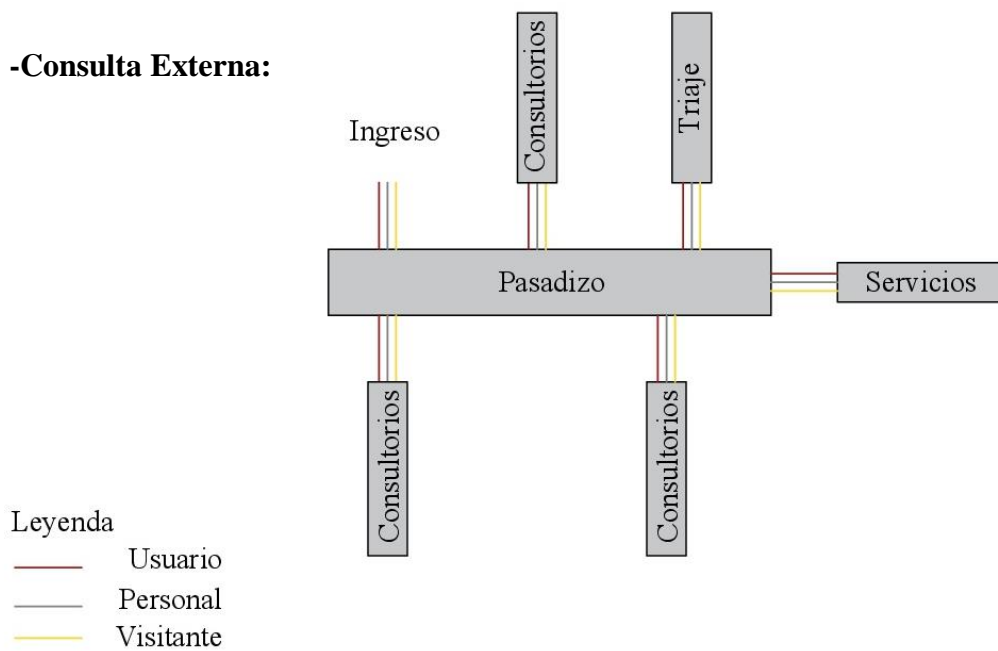 -Consulta Externa:
Ingreso
Consultorios
Triaje
Pasadizo
Servicios
Consultorios
Consultorios
Leyenda
Usuario
Personal
Visitante